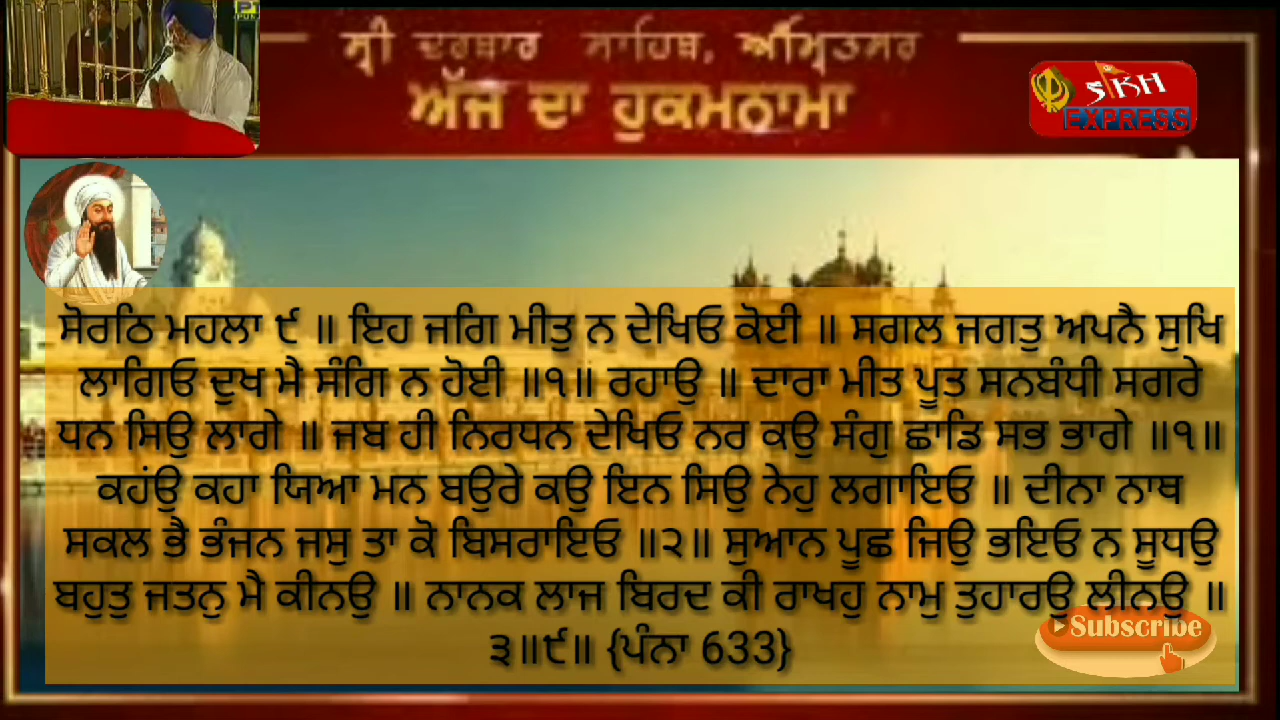 ਸ੍ਰੀ ਦਰਬਾਰ ਸਾਹਿਬ, ਅੰਮ੍ਰਿਤਸਰ
ਅੱਜ ਦਾ ਹੁਕਮਨਾਮਾ
SIKH
EXPRESS
ਸੋਰਠਿ ਮਹਲਾ ੯ ॥ ਇਹ ਜਗਿ ਮੀਤੁ ਨ ਦੇਖਿਓ ਕੋਈ ॥ ਸਗਲ ਜਗਤੁ ਅਪਨੈ ਸੁਖਿ
ਲਾਗਿਓ ਦੁਖ ਮੈ ਸੰਗਿ ਨ ਹੋਈ ॥੧॥ ਰਹਾਉ ॥ ਦਾਰਾ ਮੀਤ ਪੂਤ ਸਨਬੰਧੀ ਸਗਰੇ
ਧਨ ਸਿਉ ਲਾਗੇ ॥ ਜਬ ਹੀ ਨਿਰਧਨ ਦੇਖਿਓ ਨਰ ਕਉ ਸੰਗੁ ਛਾਡਿ ਸਭ ਭਾਗੇ ॥੧॥
ਕਹਂਉ ਕਹਾ ਯਿਆ ਮਨ ਬਉਰੇ ਕਉ ਇਨ ਸਿਉ ਨੇਹੁ ਲਗਾਇਓ ॥ ਦੀਨਾ ਨਾਥ
ਸਕਲ ਭੈ ਭੰਜਨ ਜਸੁ ਤਾ ਕੋ ਬਿਸਰਾਇਓ ॥੨॥ ਸੁਆਨ ਪੂਛ ਜਿਉ ਭਇਓ ਨ ਸੂਧਉ
ਬਹੁਤੁ ਜਤਨੁ ਮੈ ਕੀਨਉ ॥ ਨਾਨਕ ਲਾਜ ਬਿਰਦ ਕੀ ਰਾਖਹੁ ਨਾਮੁ ਤੁਹਾਰਉ ਲੀਨਉ ॥
੩॥੯॥ {ਪੰਨਾ 633}
Subscribe